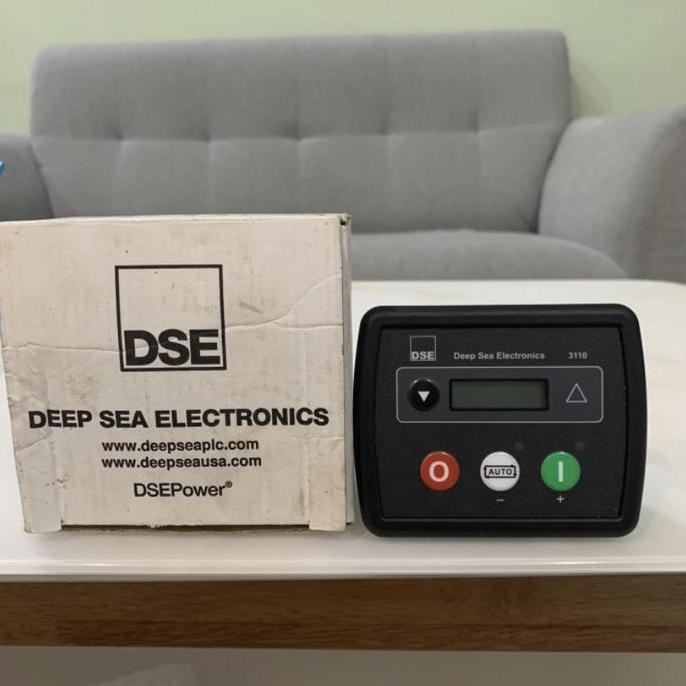 DSE
DEEP SEA ELECTRONICS
www.deepseaplc.com
www.deepseausa.com
DSEPower®
DSE Deep Sea Electronics 3110
O AUTO I
− +